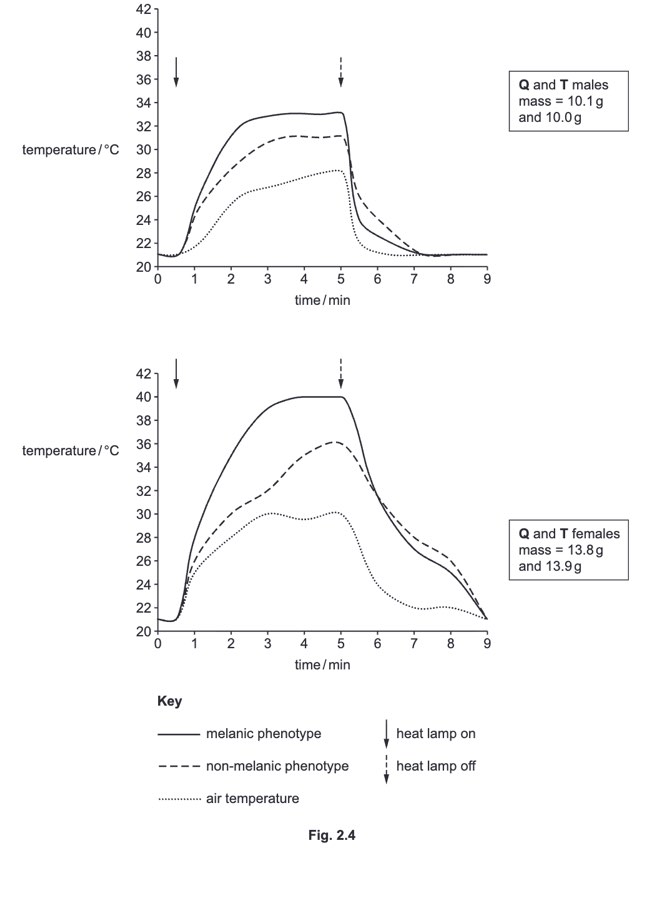 42
40
38
36
34
32
30
28
26
24
22
20
temperature / °C
0 1 2 3 4 5 6 7 8 9
time / min
Q and T males
mass = 10.1 g
and 10.0 g
42
40
38
36
34
32
30
28
26
24
22
20
temperature / °C
0 1 2 3 4 5 6 7 8 9
time / min
Q and T females
mass = 13.8 g
and 13.9 g
Key
melanic phenotype
heat lamp on
non-melanic phenotype
heat lamp off
air temperature
Fig. 2.4